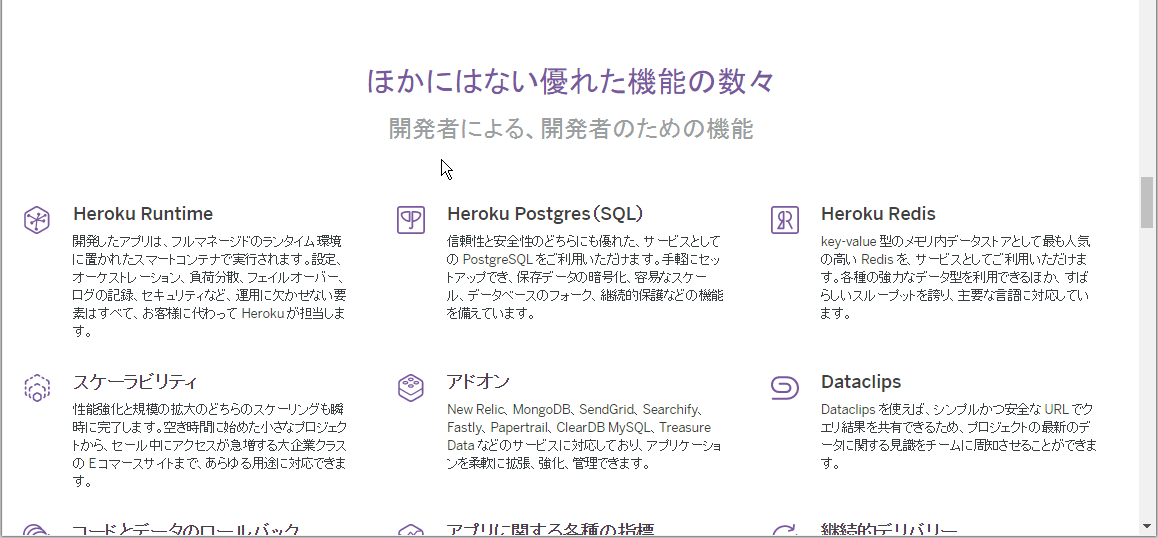 ほかにはない優れた機能の数々
開発者による、開発者のための機能
Heroku Runtime
開発したアプリは、フルマネージドのランタイム環境
に置かれたスマートコンテナで実行されます。設定、
オーケストレーション、負荷分散、フェイルオーバー、
ログの記録、セキュリティなど、運用に欠かせない要
素はすべて、お客様に代わって Heroku が担当しま
す。
Heroku Postgres（SQL）
信頼性と安全性のどちらにも優れた、サービスとして
の PostgreSQL をご利用いただけます。手軽にセッ
トアップでき、保存データの暗号化、容易なスケー
ル、データベースのフォーク、継続的保護などの機能
を備えています。
Heroku Redis
key-value 型のメモリ内データストアとして最も人気
の高い Redis を、サービスとしてご利用いただけま
す。各種の強力なデータ型を利用できるほか、すば
らしいスループットを誇り、主要な言語に対応してい
ます。
スケーラビリティ
性能強化と規模の拡大のどちらのスケーリングも瞬
時に完了します。空き時間に始めた小さなプロジェク
トから、セール中にアクセスが急増する大企業クラス
の Eコマースサイトまで、あらゆる用途に対応できま
す。
アドオン
New Relic、MongoDB、SendGrid、Searchify、
Fastly、Papertrail、ClearDB MySQL、Treasure
Data などのサービスに対応しており、アプリケーショ
ンを柔軟に拡張、強化、管理できます。
Dataclips
Dataclips を使えば、シンプルかつ安全な URL でク
エリ結果を共有できるため、プロジェクトの最新のデ
ータに関する見識をチームに周知させることができま
す。
コードとデータのロールバック
アプリに関する各種の指標
継続的デリバリー